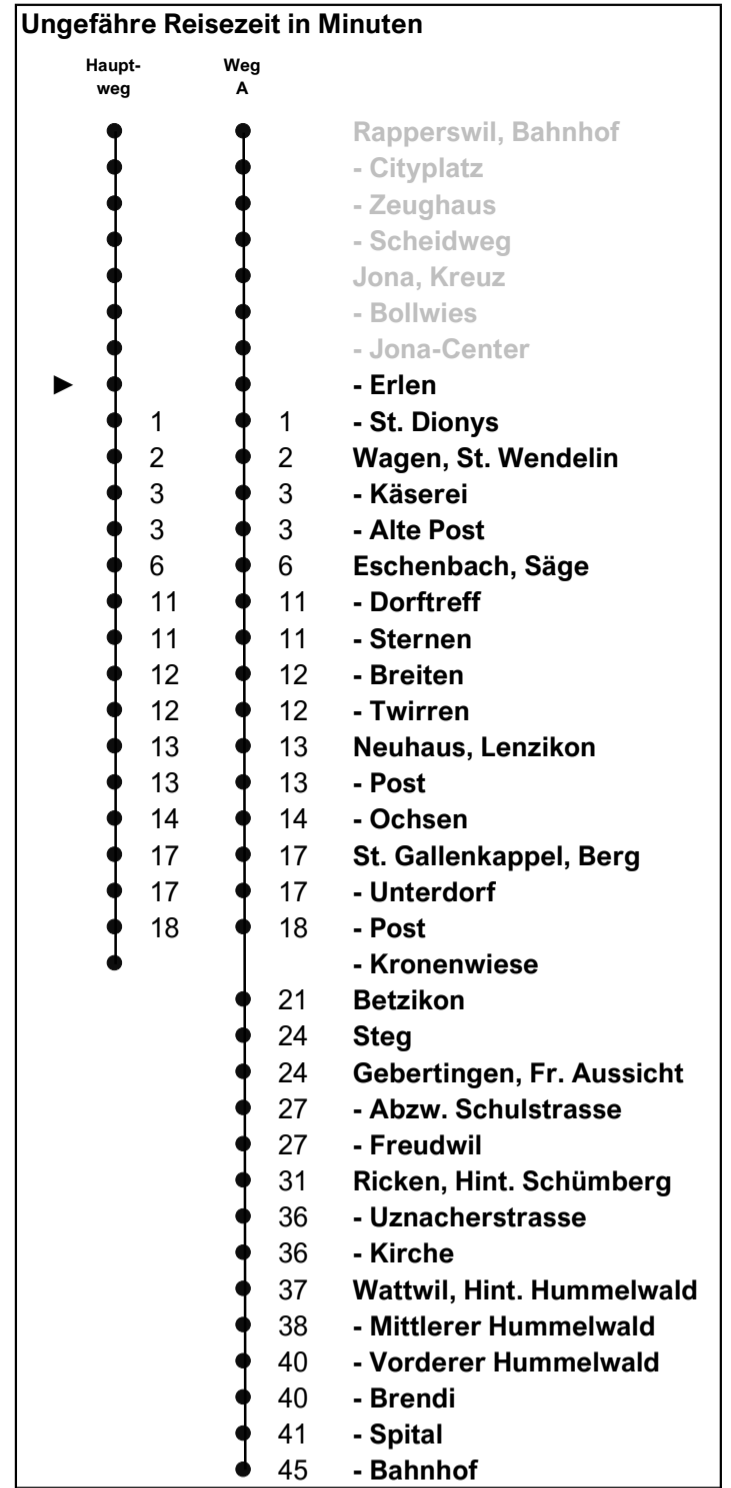 Ungefähre Reisezeit in Minuten
Haupt- Weg
weg A
Rapperswil, Bahnhof
- Cityplatz
- Zeughaus
- Scheidweg
Jona, Kreuz
- Bollwies
- Jona-Center
- Erlen
1 1 - St. Dionys
2 2 Wagen, St. Wendelin
3 3 - Käserei
3 3 - Alte Post
6 6 Eschenbach, Säge
11 11 - Dorftreff
11 11 - Sternen
12 12 - Breiten
12 12 - Twirren
13 13 Neuhaus, Lenzikon
13 13 - Post
14 14 - Ochsen
17 17 St. Gallenkappel, Berg
17 17 - Unterdorf
18 18 - Post
- Kronenwiese
21 Betzikon
24 Steg
24 Gebertingen, Fr. Aussicht
27 - Abzw. Schulstrasse
27 - Freudwil
31 Ricken, Hint. Schümberg
36 - Uznacherstrasse
36 - Kirche
37 Wattwil, Hint. Hummelwald
38 - Mittlerer Hummelwald
40 - Vorderer Hummelwald
40 - Brendi
41 - Spital
45 - Bahnhof